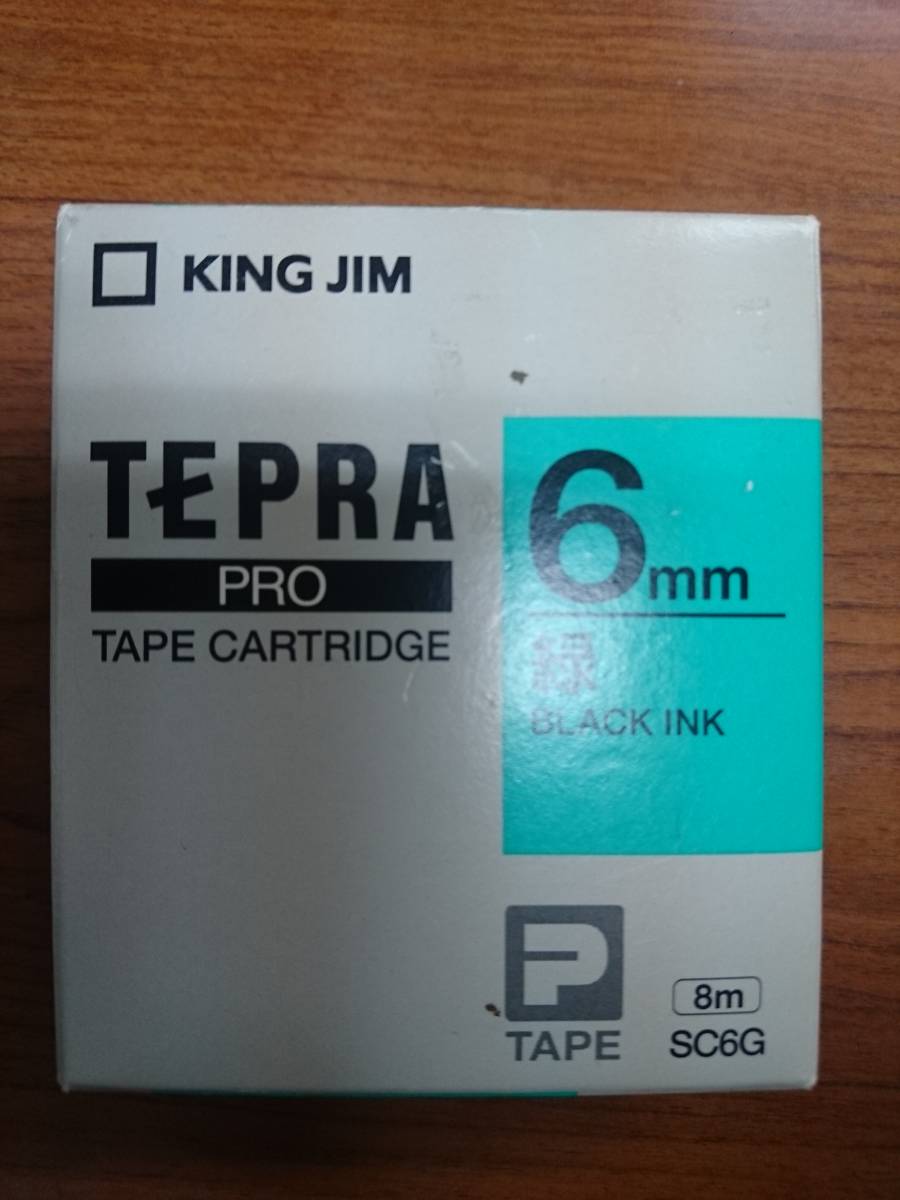 KING JIM
TEPRA
PRO
TAPE CARTRIDGE
6mm
緑
BLACK INK
P
TAPE
8m
SC6G